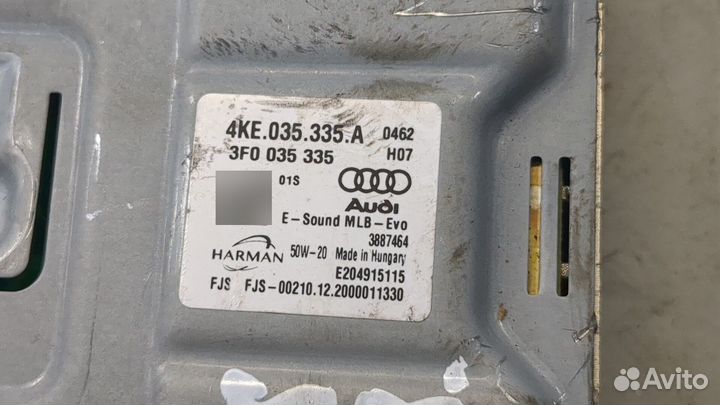 4KE.035.335.A 0462
3F0 035 335 H07
01S
Audi
E-Sound MLB-Evo
3887464
HARMAN 50W-20 Made in Hungary
E204915115
FJS FJS-00210.12.2000011330
Avito